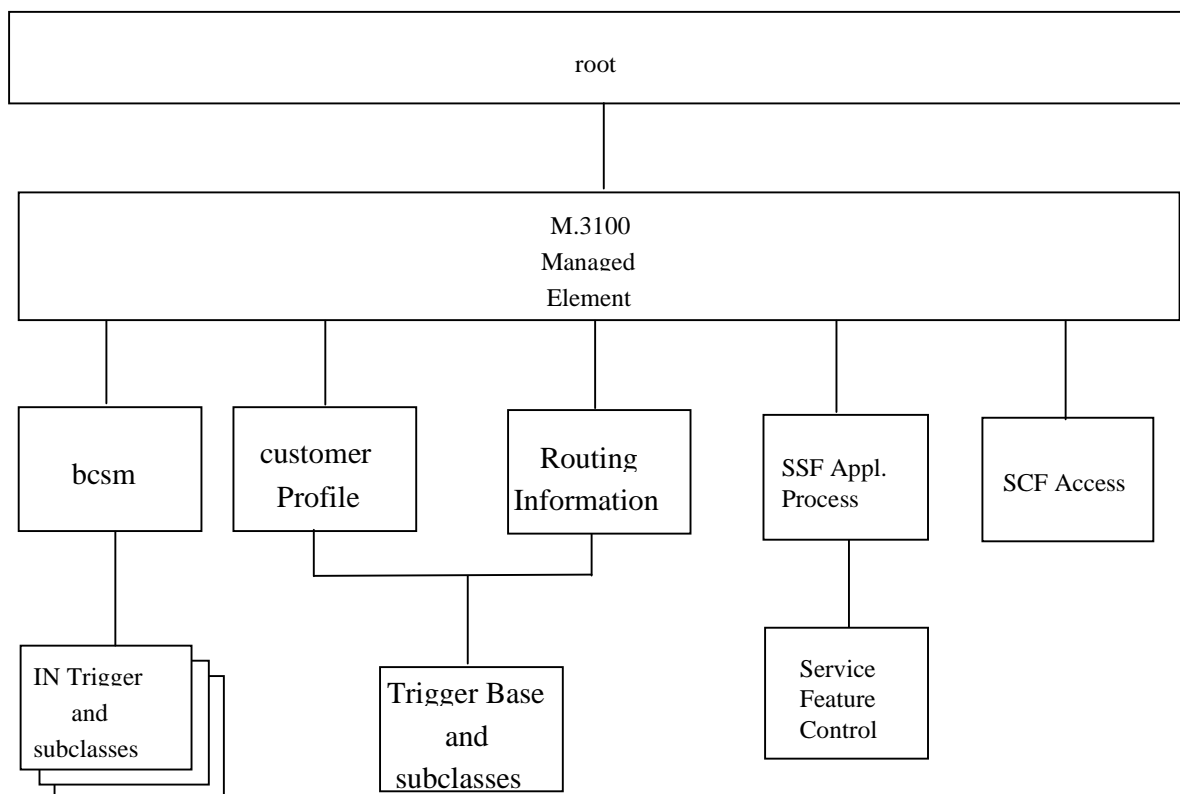 root
M.3100
Managed
Element
bcsm
customer
Profile
Routing
Information
SSF Appl.
Process
SCF Access
IN Trigger
and
subclasses
Trigger Base
and
subclasses
Service
Feature
Control